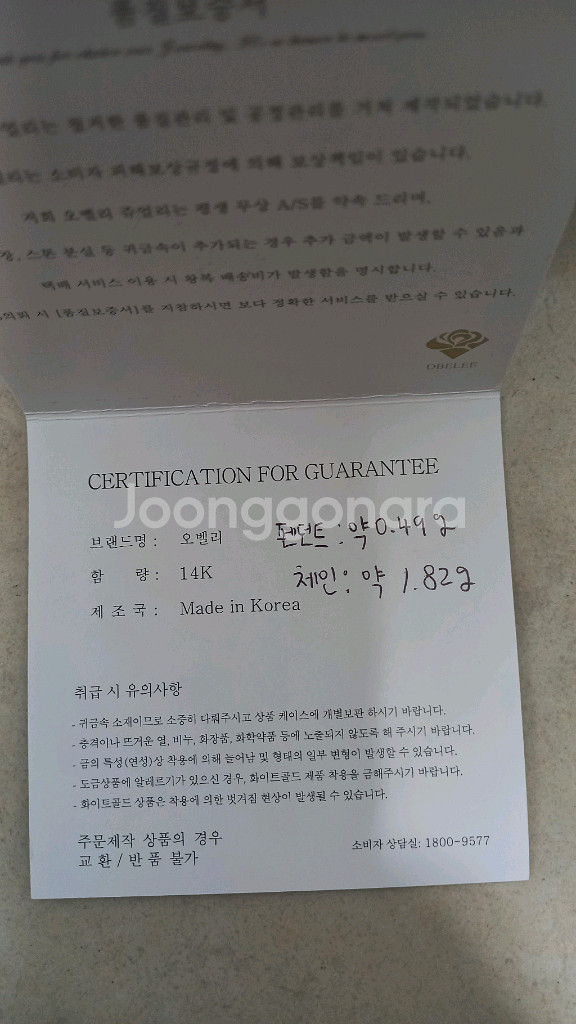 품질보증서
철저한 품질관리 및 공정관리를 거쳐 제작되었습니다.
소비자 피해보상규정에 의해 보상책임이 있습니다.
저희 오벨리 쥬얼리는 평생 무상 A/S를 약속 드리며,
스톤 분실 등 귀금속이 추가되는 경우 추가 금액이 발생할 수 있음과
택배 서비스 이용 시 왕복 배송비가 발생함을 명시합니다.
의뢰 시 [품질보증서]를 지참하시면 보다 정확한 서비스를 받으실 수 있습니다.
OBELEE
CERTIFICATION FOR GUARANTEE
Joonggonara
브랜드명 : 오벨리 펜던트 : 약 0.49g
함 량 : 14K 체인 : 약 1.82g
제 조 국 : Made in Korea
취급 시 유의사항
- 귀금속 소재이므로 소중히 다뤄주시고 상품 케이스에 개별보관 하시기 바랍니다.
- 충격이나 뜨거운 열, 비누, 화장품, 화학약품 등에 노출되지 않도록 해 주시기 바랍니다.
- 금의 특성(연성)상 착용에 의해 늘어남 및 형태의 일부 변형이 발생할 수 있습니다.
- 도금상품에 알레르기가 있으신 경우, 화이트골드 제품 착용을 금해주시기 바랍니다.
- 화이트골드 상품은 착용에 의한 벗겨짐 현상이 발생될 수 있습니다.
주문제작 상품의 경우
교 환 / 반 품 불가
소비자 상담실: 1800-9577